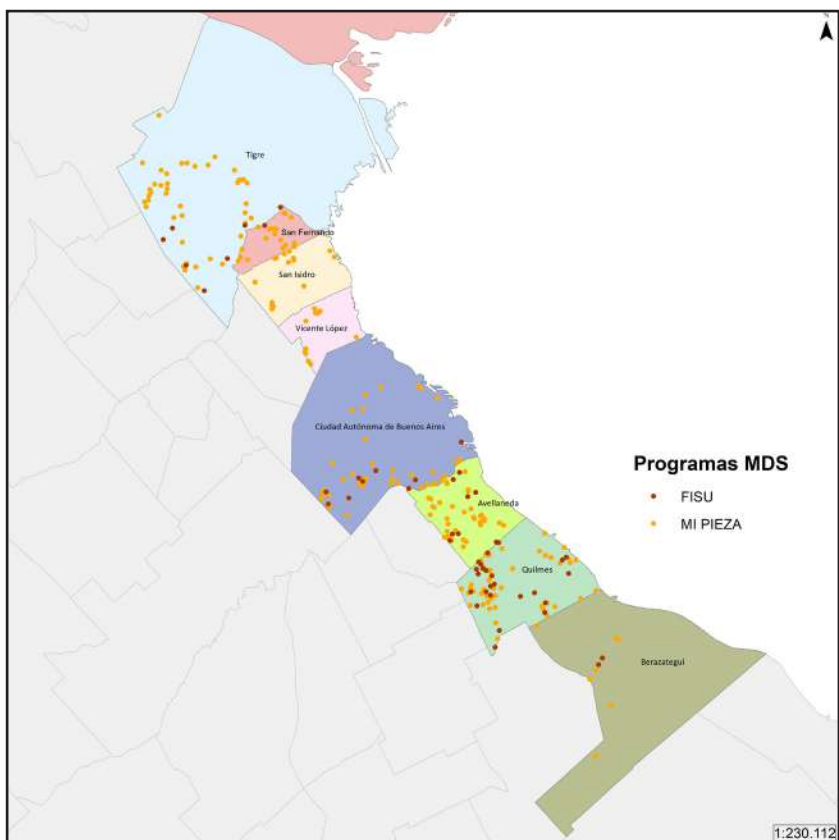 Tigre
San Fernando
San Isidro
Vicente López
Ciudad Autónoma de Buenos Aires
Programas MDS
FISU
MI PIEZA
Avellaneda
Quilmes
Berazategui
1:230.112